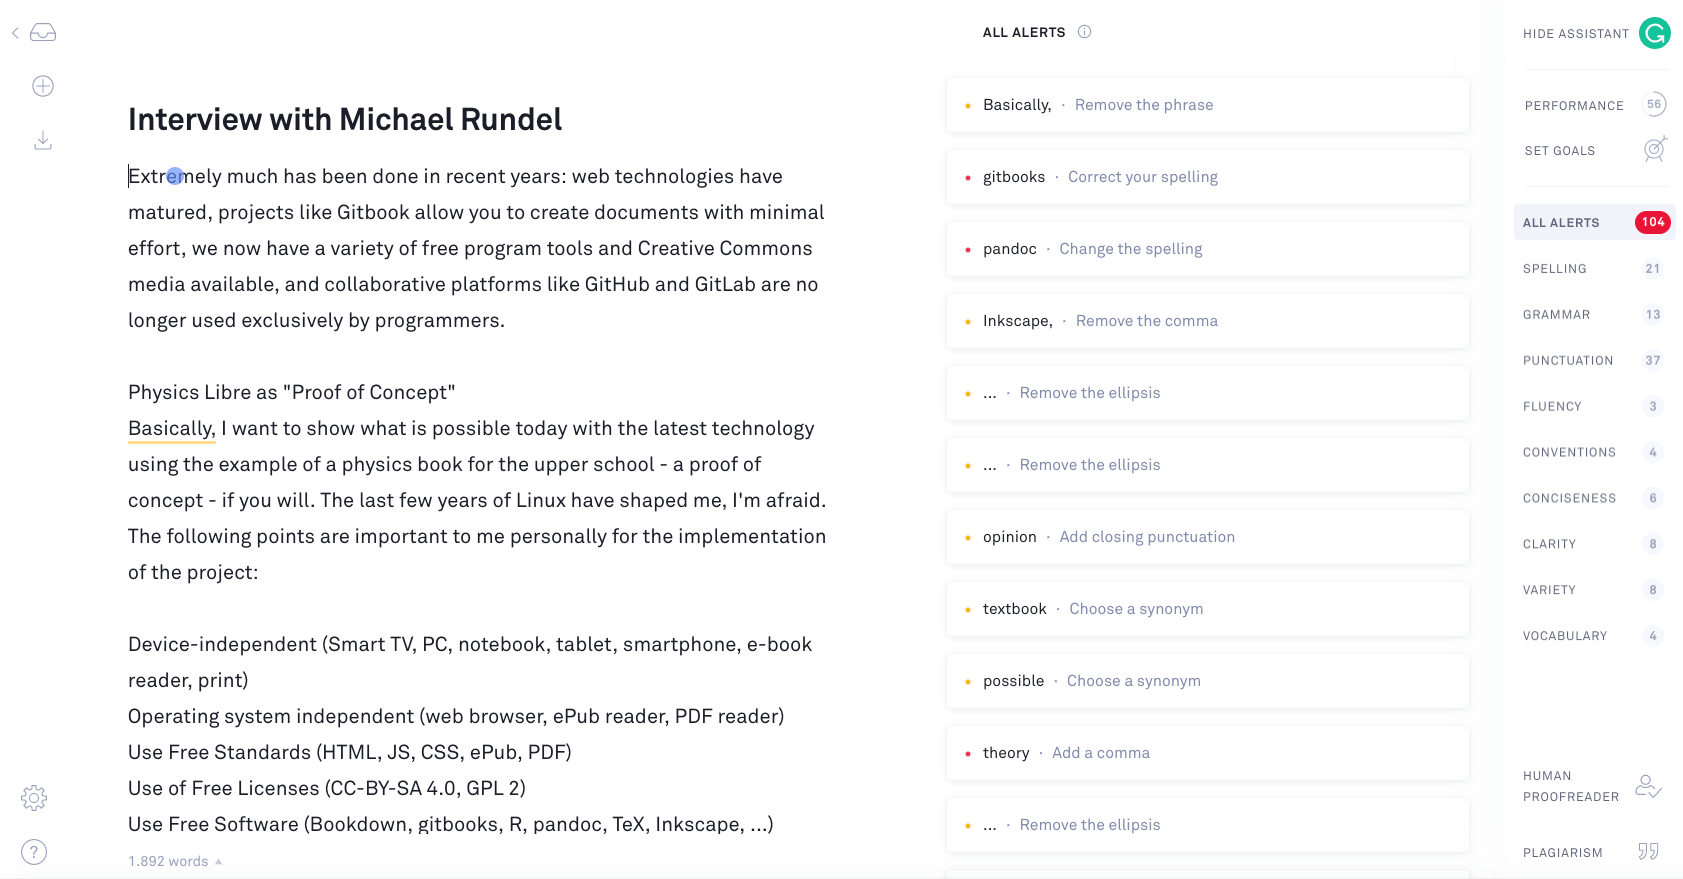 Interview with Michael Rundel
Extremely much has been done in recent years: web technologies have
matured, projects like Gitbook allow you to create documents with minimal
effort, we now have a variety of free program tools and Creative Commons
media available, and collaborative platforms like GitHub and GitLab are no
longer used exclusively by programmers.
Physics Libre as "Proof of Concept"
Basically, I want to show what is possible today with the latest technology
using the example of a physics book for the upper school - a proof of
concept - if you will. The last few years of Linux have shaped me, I'm afraid.
The following points are important to me personally for the implementation
of the project:
Device-independent (Smart TV, PC, notebook, tablet, smartphone, e-book
reader, print)
Operating system independent (web browser, ePub reader, PDF reader)
Use Free Standards (HTML, JS, CSS, ePub, PDF)
Use of Free Licenses (CC-BY-SA 4.0, GPL 2)
Use Free Software (Bookdown, gitbooks, R, pandoc, TeX, Inkscape, ...)
1.892 words
ALL ALERTS
Basically, · Remove the phrase
gitbooks · Correct your spelling
pandoc · Change the spelling
Inkscape, · Remove the comma
... · Remove the ellipsis
... · Remove the ellipsis
opinion · Add closing punctuation
textbook · Choose a synonym
possible · Choose a synonym
theory · Add a comma
... · Remove the ellipsis
HIDE ASSISTANT
PERFORMANCE 56
SET GOALS
ALL ALERTS 104
SPELLING 21
GRAMMAR 13
PUNCTUATION 37
FLUENCY 3
CONVENTIONS 4
CONCISENESS 6
CLARITY 8
VARIETY 8
VOCABULARY 4
HUMAN
PROOFREADER
PLAGIARISM